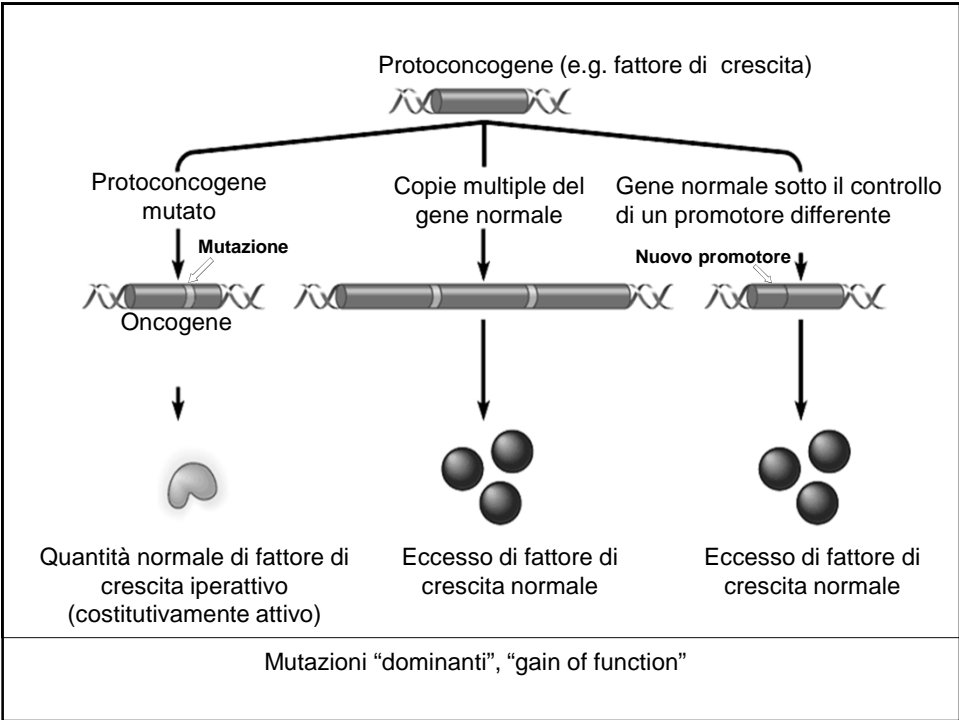 Protoconcogene (e.g. fattore di crescita)
Protoconcogene
mutato
Copie multiple del
gene normale
Gene normale sotto il controllo
di un promotore differente
Mutazione
Nuovo promotore
Oncogene
Quantità normale di fattore di
crescita iperattivo
(costitutivamente attivo)
Eccesso di fattore di
crescita normale
Eccesso di fattore di
crescita normale
Mutazioni “dominanti”, “gain of function”